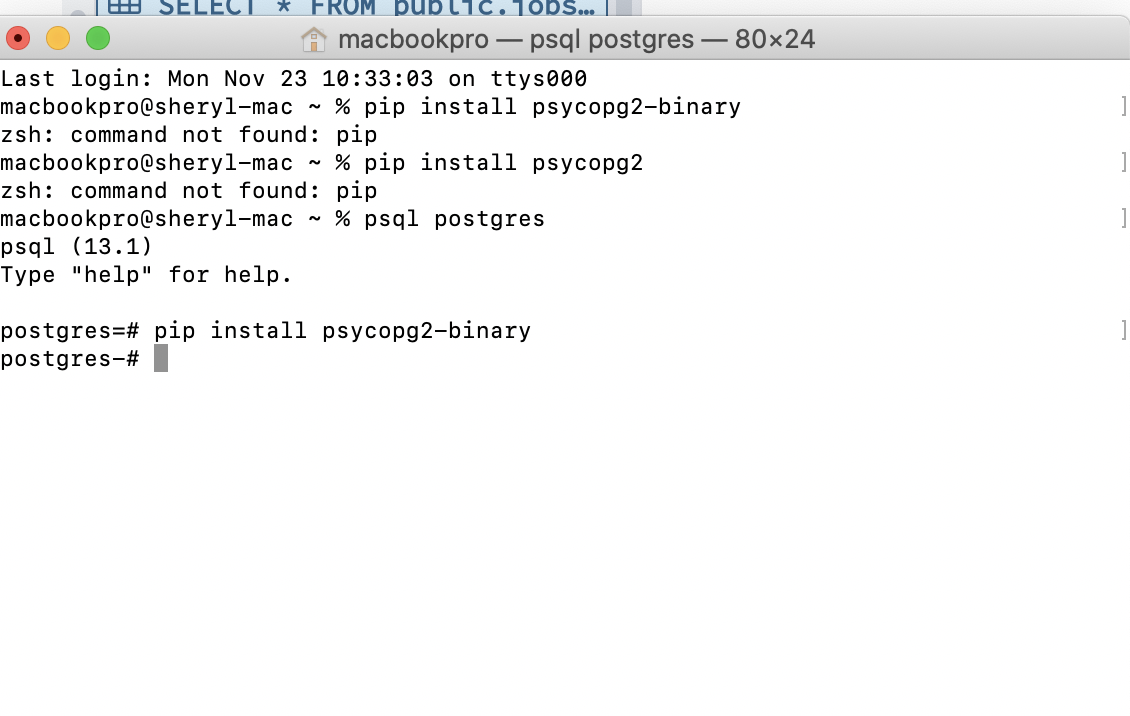 SELECT * FROM public.jobs…
macbookpro — psql postgres — 80×24
Last login: Mon Nov 23 10:33:03 on ttys000
macbookpro@sheryl-mac ~ % pip install psycopg2-binary ]
zsh: command not found: pip
macbookpro@sheryl-mac ~ % pip install psycopg2 ]
zsh: command not found: pip
macbookpro@sheryl-mac ~ % psql postgres ]
psql (13.1)
Type "help" for help.
postgres=# pip install psycopg2-binary ]
postgres-#